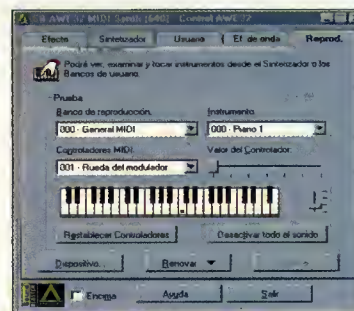 SB AWE32 MIDI Synth [640] - Control AWE32
Efecto Sintetizador Usuario Ef. de onda Reprod.
Podrá ver, examinar y tocar instrumentos desde el Sintetizador o los
Bancos de usuario.
Prueba
Banco de reproducción: Instrumento
000 - General MIDI 000 - Piano 1
Controladores MIDI: Valor del Controlador:
001 - Rueda del modulador
Restablecer Controladores Desactivar todo el sonido
Dispositivo... Renovar
Encima Ayuda Salir